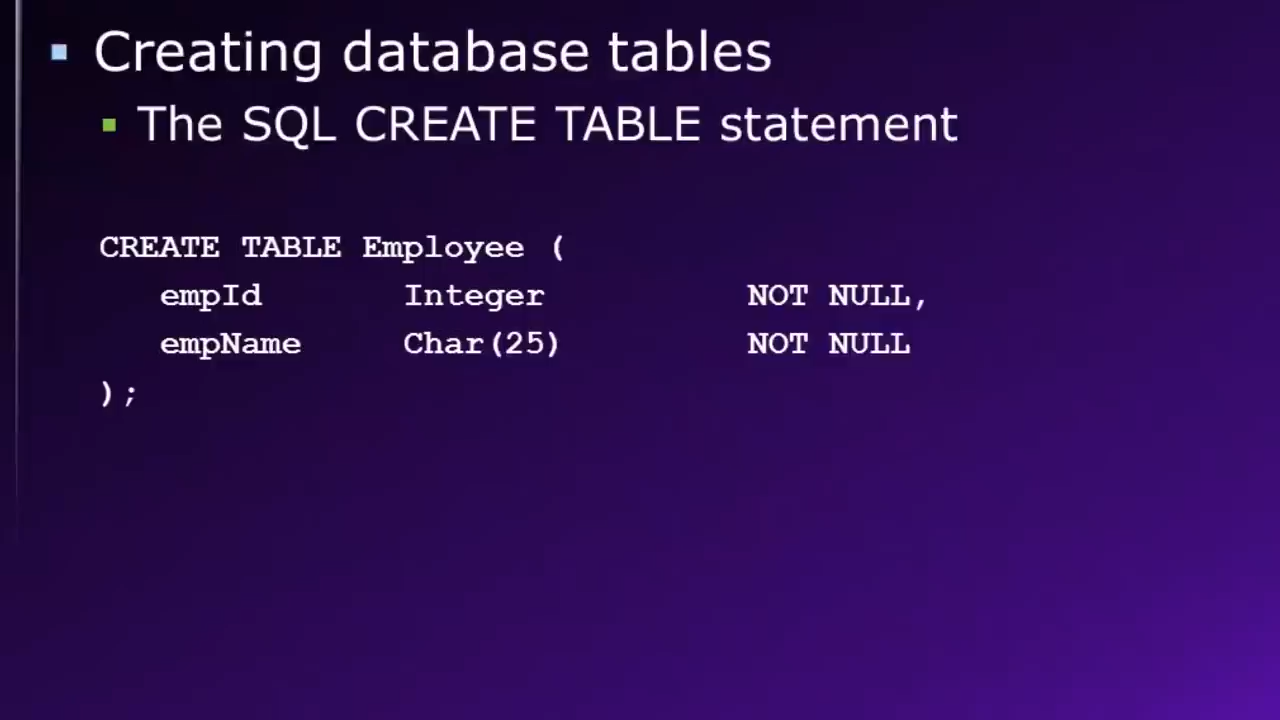 Creating database tables
The SQL CREATE TABLE statement
CREATE TABLE Employee (
empId Integer NOT NULL,
empName Char(25) NOT NULL
);